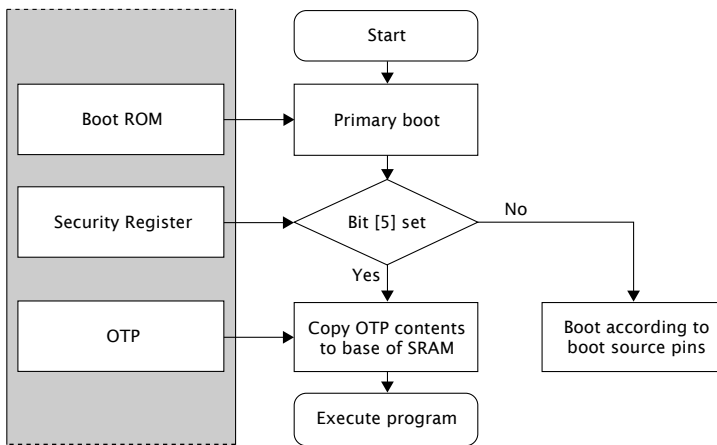 Start
Boot ROM
Primary boot
Security Register
Bit [5] set
No
Yes
OTP
Copy OTP contents
to base of SRAM
Boot according to
boot source pins
Execute program